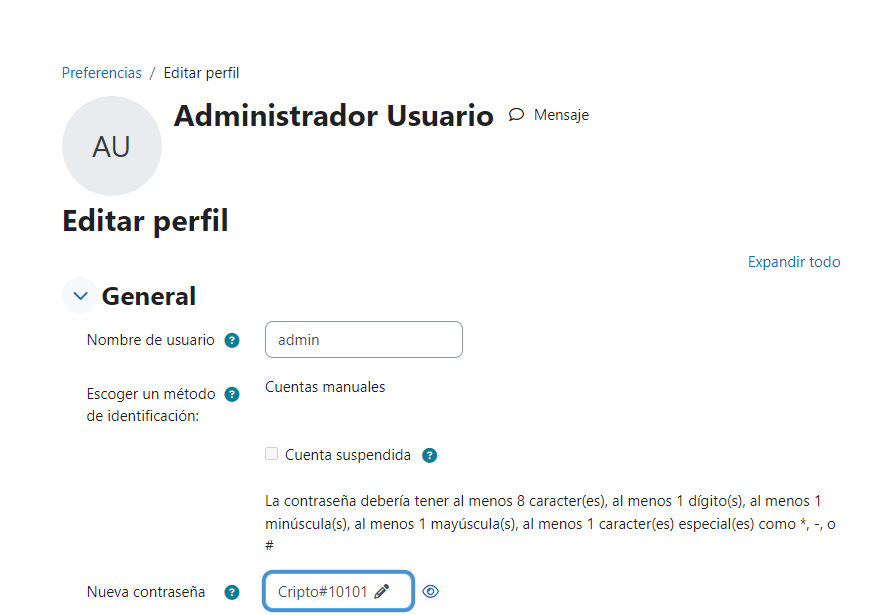 Preferencias / Editar perfil
AU
Administrador Usuario
Mensaje
Editar perfil
Expandir todo
General
Nombre de usuario ?
admin
Escoger un método ?
de identificación:
Cuentas manuales
Cuenta suspendida ?
La contraseña debería tener al menos 8 caracter(es), al menos 1 dígito(s), al menos 1
minúscula(s), al menos 1 mayúscula(s), al menos 1 caracter(es) especial(es) como *, -, o
#
Nueva contraseña ?
Cripto#10101